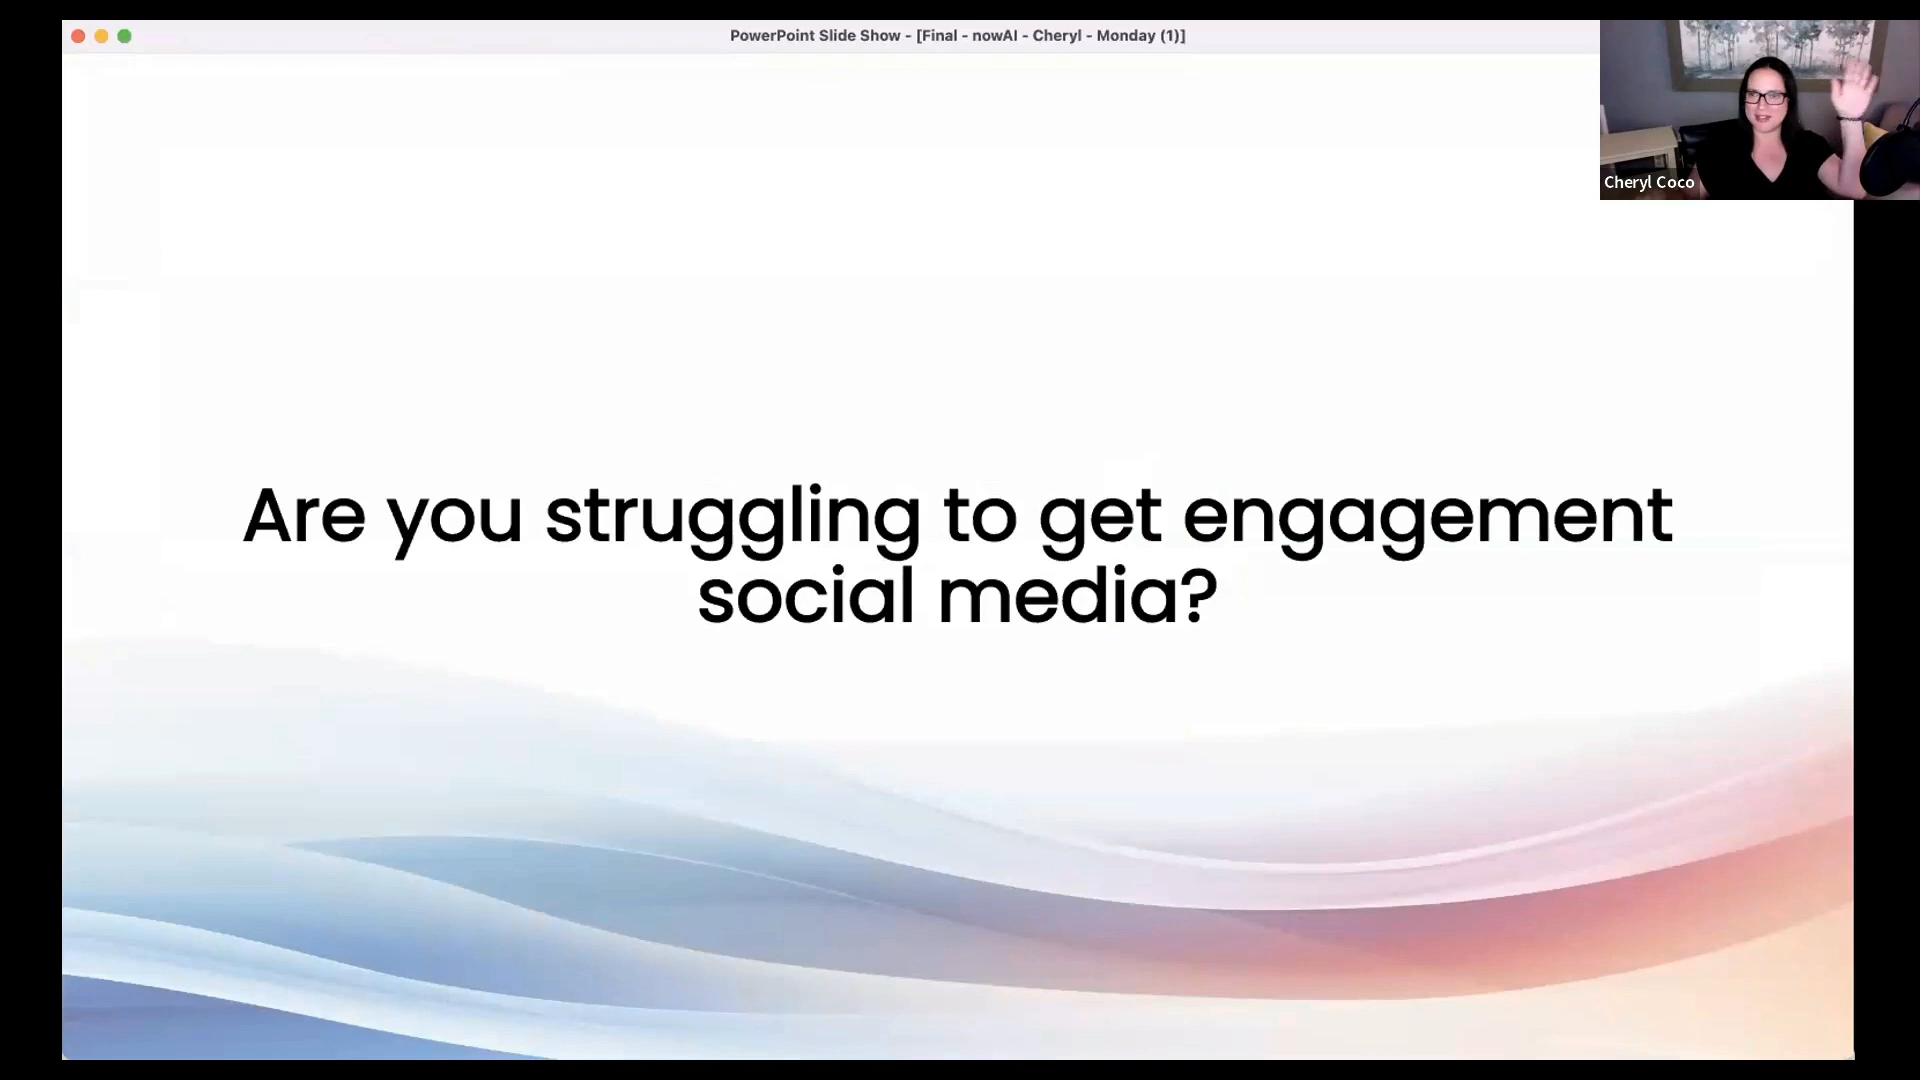 PowerPoint Slide Show - [Final - nowAI - Cheryl - Monday (1)]
Cheryl Coco
Are you struggling to get engagement
social media?